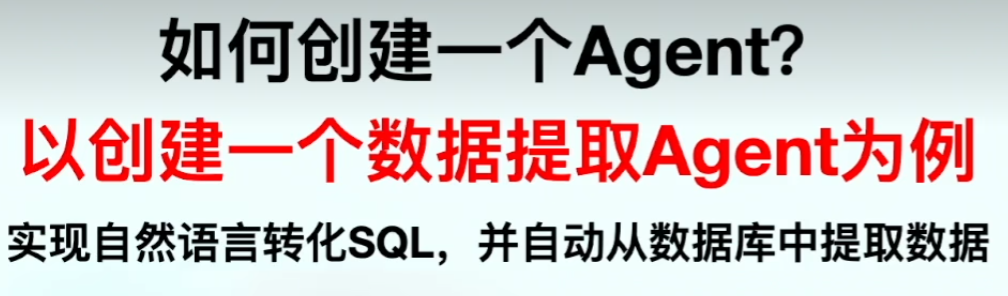 如何创建一个Agent?
以创建一个数据提取Agent为例
实现自然语言转化SQL，并自动从数据库中提取数据